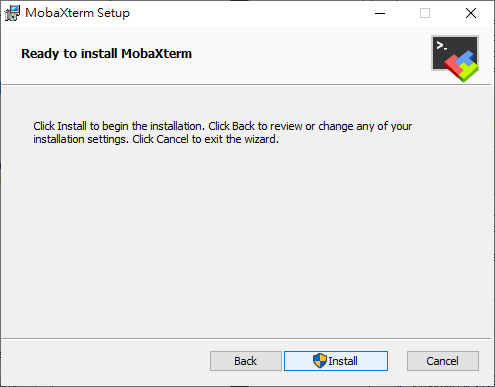 MobaXterm Setup
Ready to install MobaXterm
>_
Click Install to begin the installation. Click Back to review or change any of your
installation settings. Click Cancel to exit the wizard.
Back
Install
Cancel